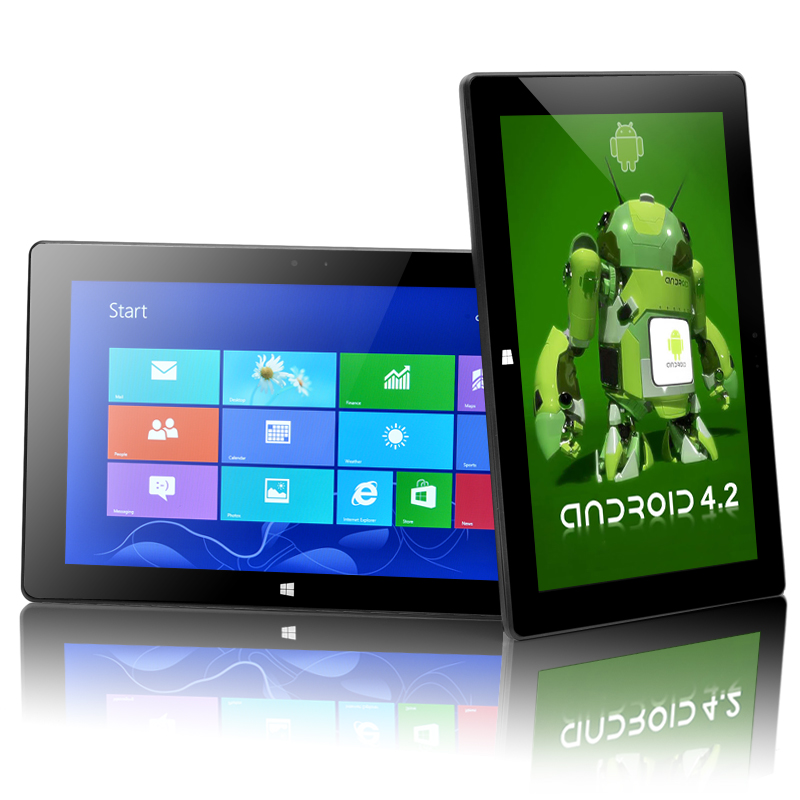 Start
Mail
Desktop
Finance
Maps
People
Calendar
Weather
Sports
Messaging
Photos
Internet Explorer
Store
News
ANDROID
ANDROID
ANDROID 4.2